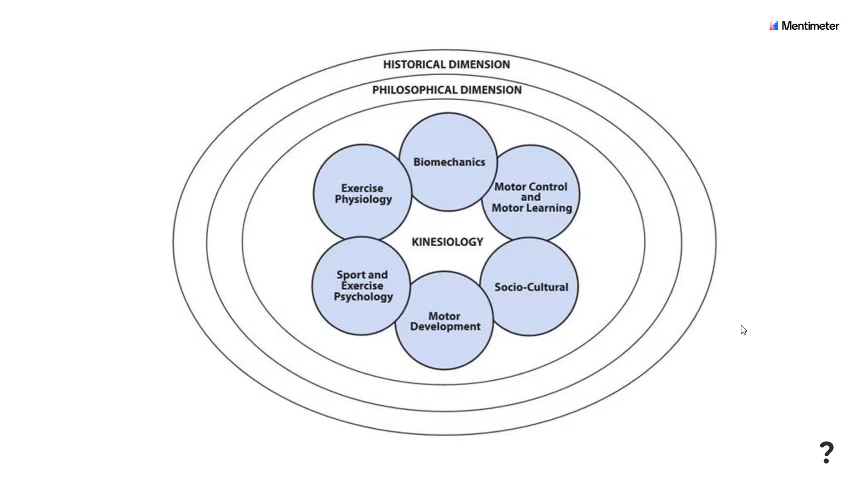 Mentimeter
HISTORICAL DIMENSION
PHILOSOPHICAL DIMENSION
Biomechanics
Exercise
Physiology
Motor Control
and
Motor Learning
KINESIOLOGY
Sport and
Exercise
Psychology
Socio-Cultural
Motor
Development
?